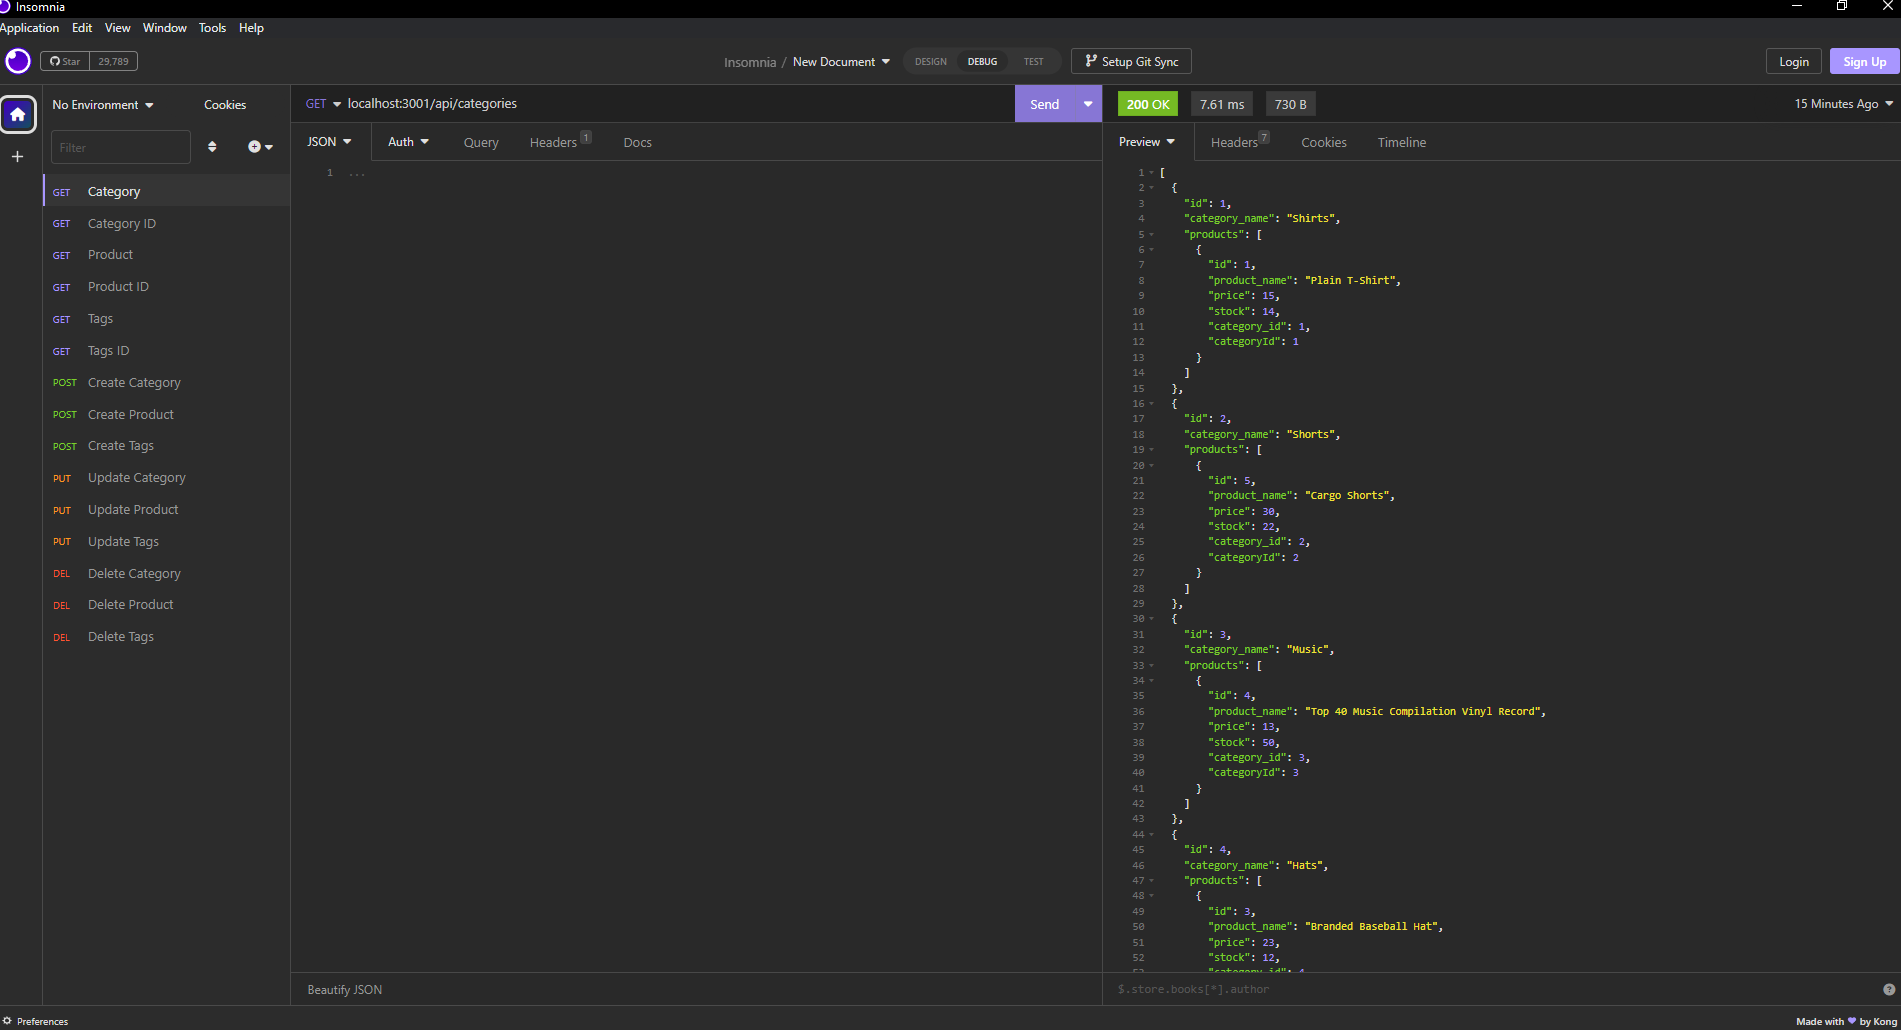 Insomnia
Application Edit View Window Tools Help
Star 29,789
Insomnia / New Document
DESIGN DEBUG TEST
Setup Git Sync
Login
Sign Up
No Environment
Cookies
Filter
GET Category
GET Category ID
GET Product
GET Product ID
GET Tags
GET Tags ID
POST Create Category
POST Create Product
POST Create Tags
PUT Update Category
PUT Update Product
PUT Update Tags
DEL Delete Category
DEL Delete Product
DEL Delete Tags
GET localhost:3001/api/categories
Send
JSON Auth Query Headers 1 Docs
1 ...
Beautify JSON
200 OK 7.61 ms 730 B
15 Minutes Ago
Preview Headers 7 Cookies Timeline
1 [
2 {
3 "id": 1,
4 "category_name": "Shirts",
5 "products": [
6 {
7 "id": 1,
8 "product_name": "Plain T-Shirt",
9 "price": 15,
10 "stock": 14,
11 "category_id": 1,
12 "categoryId": 1
13 }
14 ]
15 },
16 {
17 "id": 2,
18 "category_name": "Shorts",
19 "products": [
20 {
21 "id": 5,
22 "product_name": "Cargo Shorts",
23 "price": 30,
24 "stock": 22,
25 "category_id": 2,
26 "categoryId": 2
27 }
28 ]
29 },
30 {
31 "id": 3,
32 "category_name": "Music",
33 "products": [
34 {
35 "id": 4,
36 "product_name": "Top 40 Music Compilation Vinyl Record",
37 "price": 13,
38 "stock": 50,
39 "category_id": 3,
40 "categoryId": 3
41 }
42 ]
43 },
44 {
45 "id": 4,
46 "category_name": "Hats",
47 "products": [
48 {
49 "id": 3,
50 "product_name": "Branded Baseball Hat",
51 "price": 23,
52 "stock": 12,
53 "category_id": 4
$.store.books[*].author
Preferences
Made with ♥ by Kong